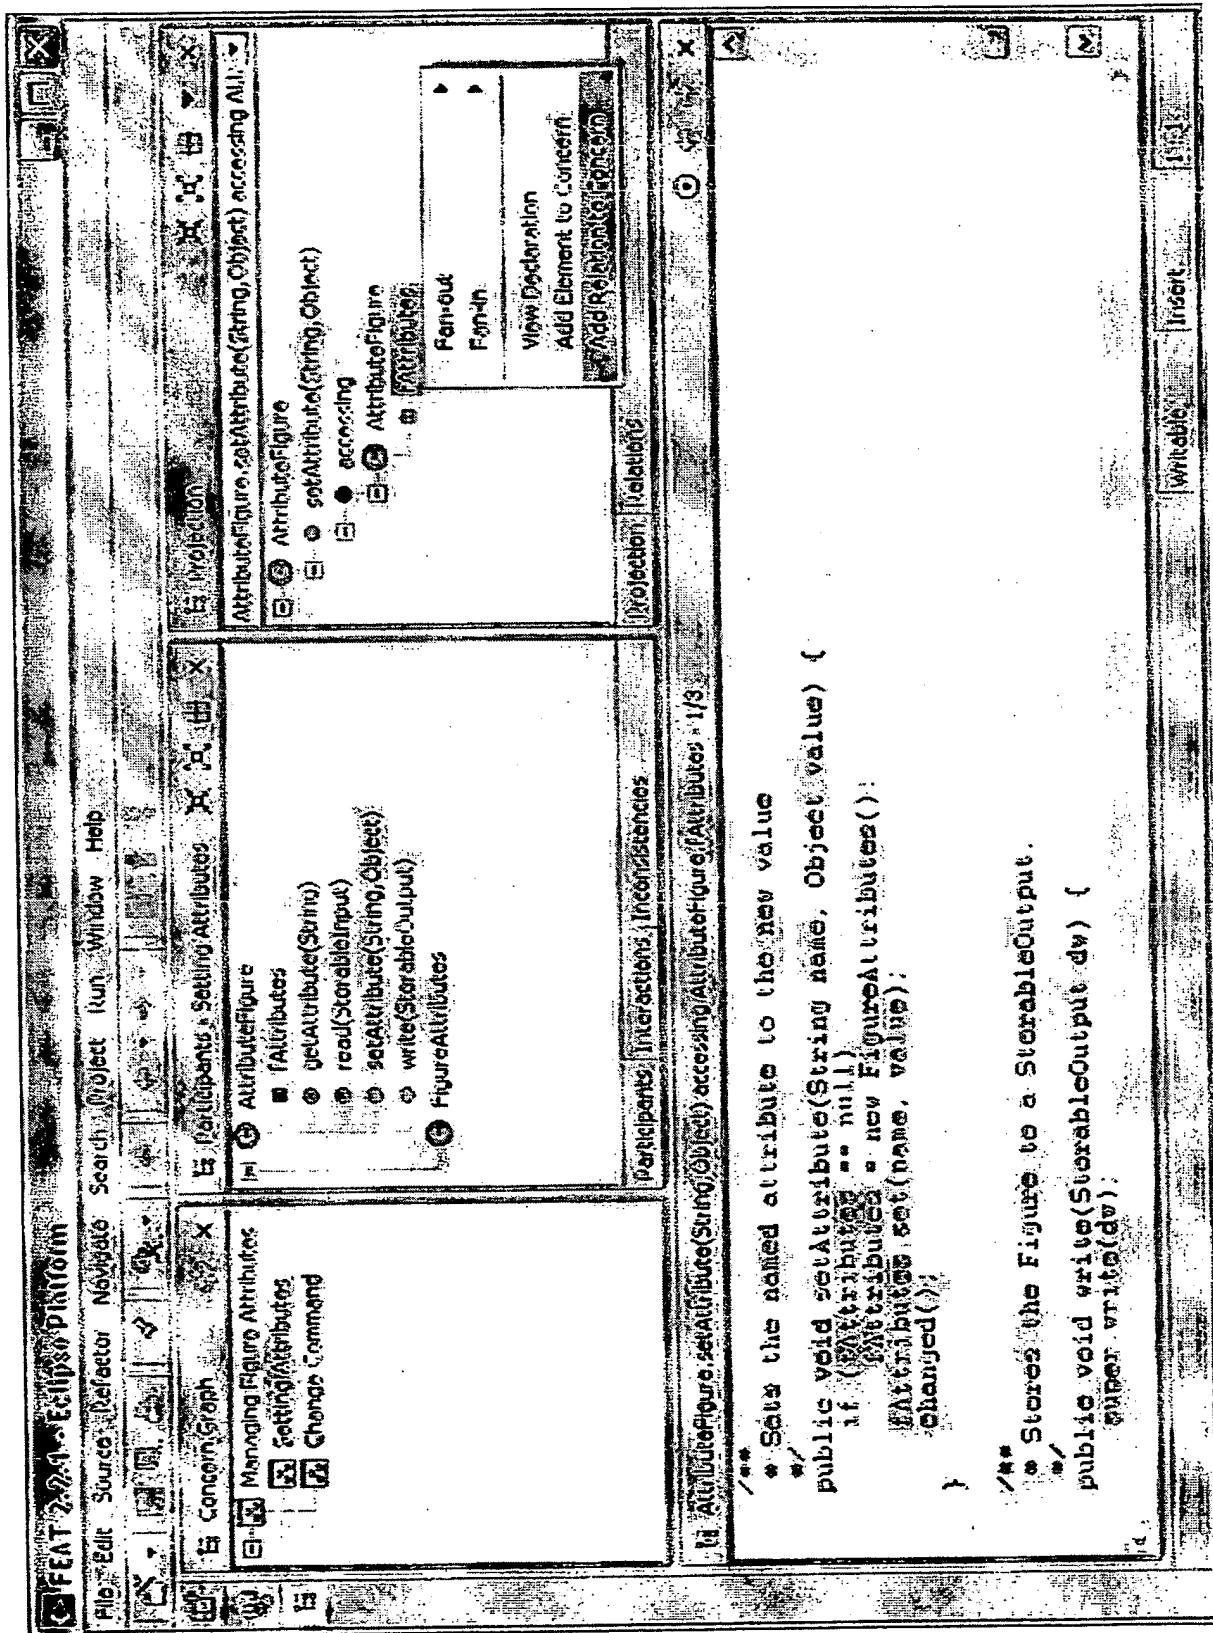 FEAT 2.2.1 - Eclipse Platform
File Edit Source Refactor Navigate Search Project Run Window Help
Concern Graph
Managing Figure Attributes
Setting Attributes
Change Command
Participants - Setting Attributes
AttributeFigure
fAttributes
getAttribute(String)
read(StorableInput)
setAttribute(String,Object)
write(StorableOutput)
FigureAttributes
Participants Interactions Inconsistencies
Projection
AttributeFigure.setAttribute(String,Object) accessing
AttributeFigure
setAttribute(String,Object)
accessing
AttributeFigure
fAttributes
Fan-out
Fan-in
View Declaration
Add Element to Concern
Add Relation to Concern
Projection Relations
AttributeFigure.setAttribute(String,Object) accessing AttributeFigure.fAttributes - 1/3
/**
* Sets the named attribute to the new value
*/
public void setAttribute(String name, Object value) {
if (fAttributes == null)
fAttributes = new FigureAttributes();
fAttributes.set(name, value);
changed();
}
/**
* Stores the Figure to a StorableOutput.
*/
public void write(StorableOutput dw) {
super.write(dw);
Writable Insert 1 : 1